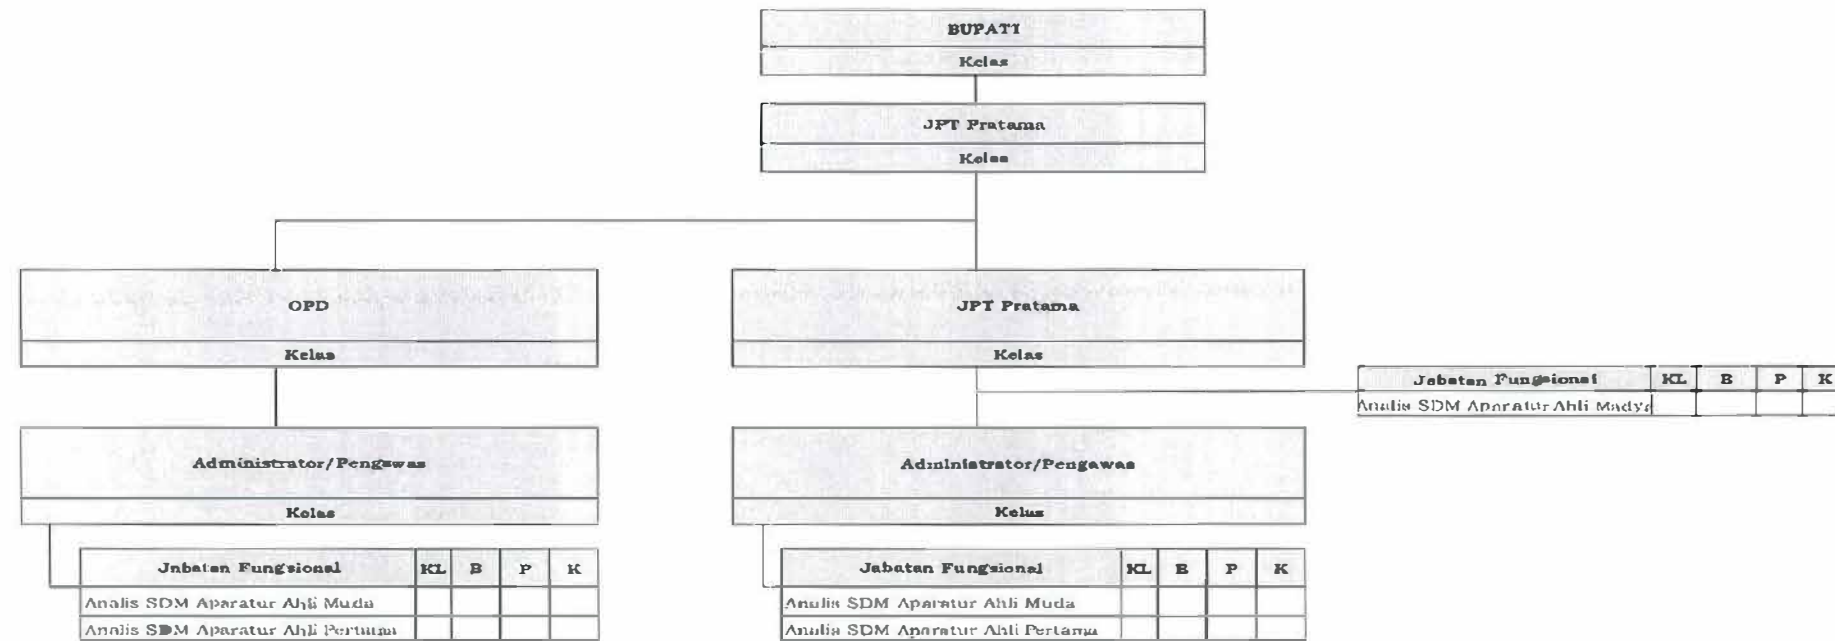 BUPATI
Kelas
JPT Pratama
Kelas
OPD
Kelas
JPT Pratama
Kelas
Jabatan Fungsional KL B P K
Analis SDM Aparatur Ahli Madya
Administrator/Pengawas
Kelas
Administrator/Pengawas
Kelas
Jabatan Fungsional KL B P K
Analis SDM Aparatur Ahli Muda
Analis SDM Aparatur Ahli Pertama
Jabatan Fungsional KL B P K
Analis SDM Aparatur Ahli Muda
Analis SDM Aparatur Ahli Pertama